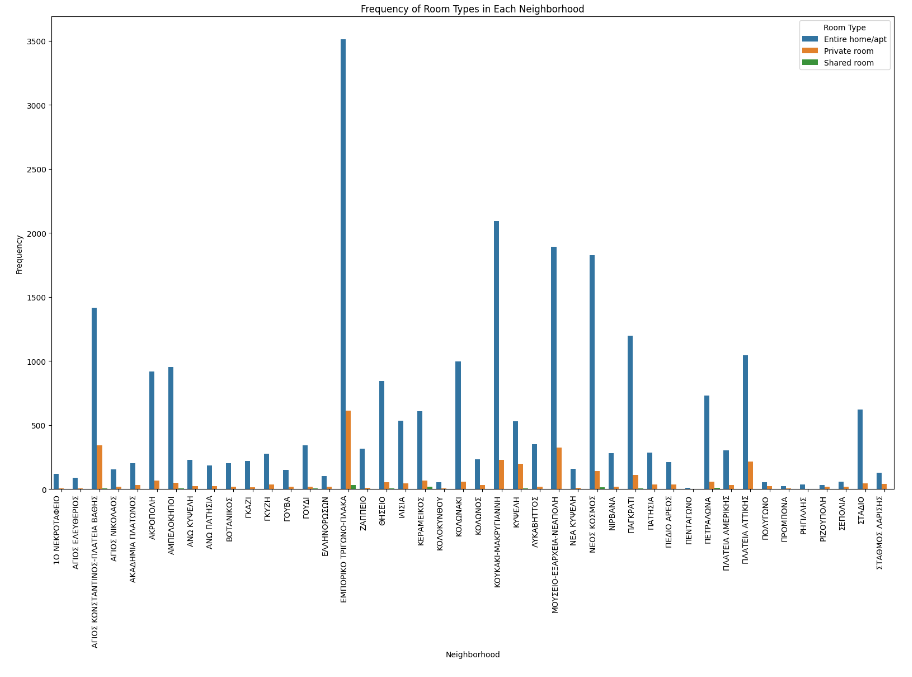 Frequency of Room Types in Each Neighborhood
Room Type
Entire home/apt
Private room
Shared room
Frequency
3500
3000
2500
2000
1500
1000
500
0
1Ο ΝΕΚΡΟΤΑΦΕΙΟ
ΑΓΙΟΣ ΕΛΕΥΘΕΡΙΟΣ
ΑΓΙΟΣ ΚΩΝΣΤΑΝΤΙΝΟΣ-ΠΛΑΤΕΙΑ ΒΑΘΗΣ
ΑΓΙΟΣ ΝΙΚΟΛΑΟΣ
ΑΚΑΔΗΜΙΑ ΠΛΑΤΩΝΟΣ
ΑΚΡΟΠΟΛΗ
ΑΜΠΕΛΟΚΗΠΟΙ
ΑΝΩ ΚΥΨΕΛΗ
ΑΝΩ ΠΑΤΗΣΙΑ
ΒΟΤΑΝΙΚΟΣ
ΓΚΑΖΙ
ΓΚΥΖΗ
ΓΟΥΒΑ
ΓΟΥΔΙ
ΕΛΛΗΝΟΡΩΣΩΝ
ΕΜΠΟΡΙΚΟ ΤΡΙΓΩΝΟ-ΠΛΑΚΑ
ΖΑΠΠΕΙΟ
ΘΗΣΕΙΟ
ΙΛΙΣΙΑ
ΚΕΡΑΜΕΙΚΟΣ
ΚΟΛΟΚΥΝΘΟΥ
ΚΟΛΩΝΑΚΙ
ΚΟΛΩΝΟΣ
ΚΟΥΚΑΚΙ-ΜΑΚΡΥΓΙΑΝΝΗ
ΚΥΨΕΛΗ
ΛΥΚΑΒΗΤΤΟΣ
ΜΟΥΣΕΙΟ-ΕΞΑΡΧΕΙΑ-ΝΕΑΠΟΛΗ
ΝΕΑ ΚΥΨΕΛΗ
ΝΕΟΣ ΚΟΣΜΟΣ
ΝΙΡΒΑΝΑ
ΠΑΓΚΡΑΤΙ
ΠΑΤΗΣΙΑ
ΠΕΔΙΟ ΑΡΕΟΣ
ΠΕΝΤΑΓΩΝΟ
ΠΕΤΡΑΛΩΝΑ
ΠΛΑΤΕΙΑ ΑΜΕΡΙΚΗΣ
ΠΛΑΤΕΙΑ ΑΤΤΙΚΗΣ
ΠΟΛΥΓΩΝΟ
ΠΡΟΜΠΟΝΑ
ΡΗΓΙΛΛΗΣ
ΡΙΖΟΥΠΟΛΗ
ΣΕΠΟΛΙΑ
ΣΤΑΔΙΟ
ΣΤΑΘΜΟΣ ΛΑΡΙΣΗΣ
Neighborhood